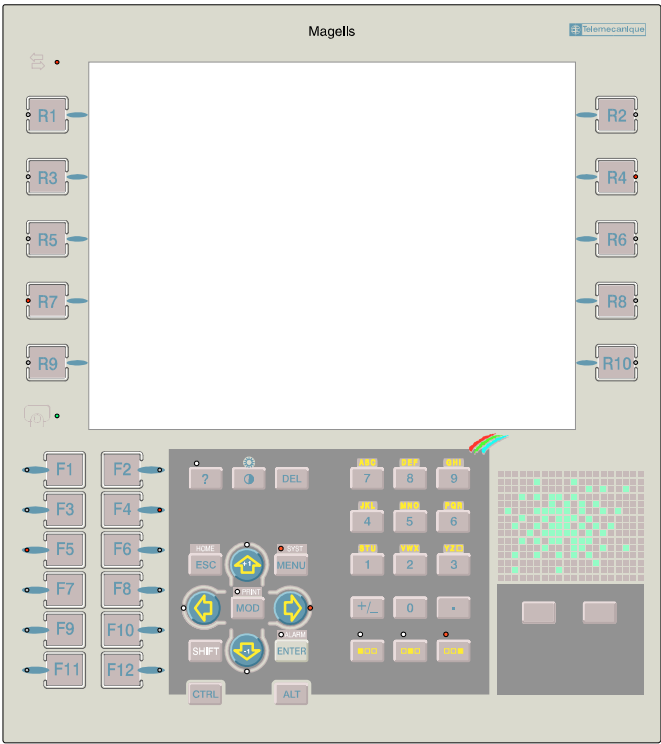 Magells
Telemecanique
R1
R2
R3
R4
R5
R6
R7
R8
R9
R10
F1
F2
F3
F4
F5
F6
F7
F8
F9
F10
F11
F12
? DEL
HOME
ESC
+1
SYST
MENU
PRINT
MOD
SHIFT
-1
ALARM
ENTER
CTRL
ALT
ABC DEF GHI
7 8 9
JKL MNO PQR
4 5 6
STU VWX YZ
1 2 3
+/_ 0 .